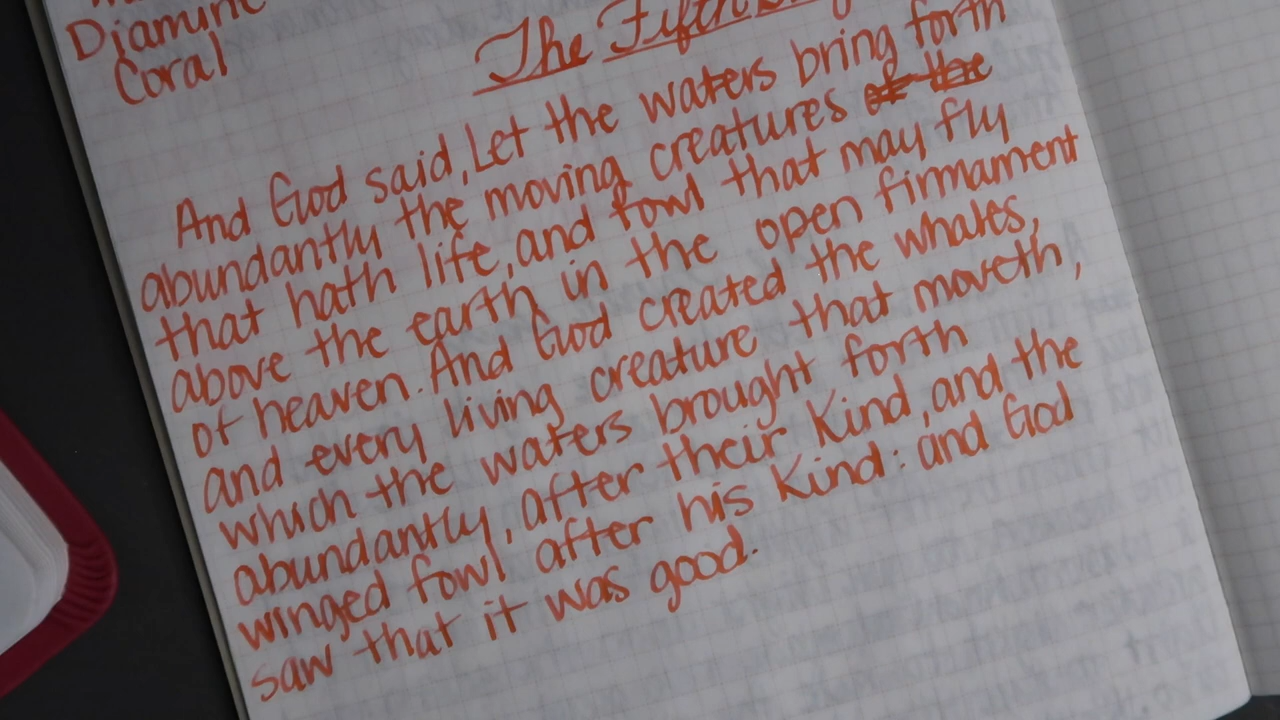 Diamine
Coral
The Fifth Day
And God said, Let the waters bring forth
abundantly the moving creatures of the
that hath life, and fowl that may fly
above the earth in the open firmament
of heaven. And God created the whales,
and every living creature that moveth,
which the waters brought forth
abundantly, after their Kind, and the
winged fowl after his Kind: and God
saw that it was good.